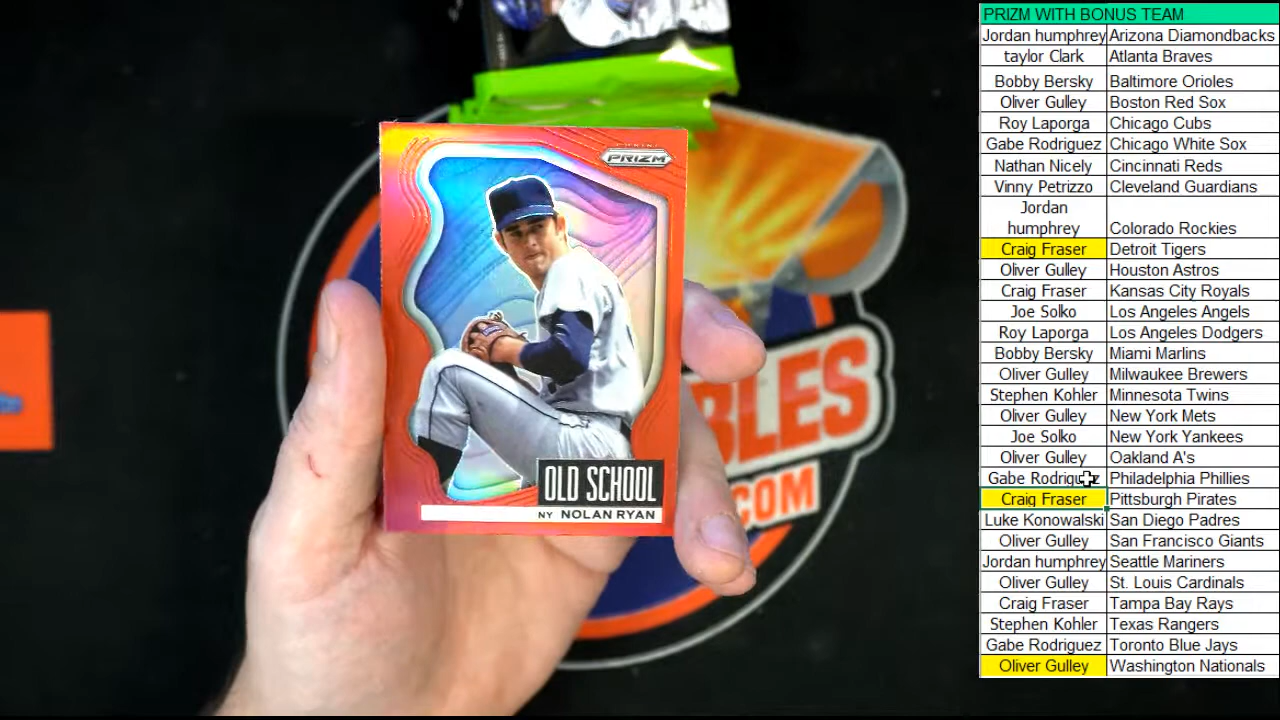 PANINI
PRIZM
OLD SCHOOL
NY NOLAN RYAN
BLES
.COM
PRIZM WITH BONUS TEAM
Jordan humphrey Arizona Diamondbacks
taylor Clark Atlanta Braves
Bobby Bersky Baltimore Orioles
Oliver Gulley Boston Red Sox
Roy Laporga Chicago Cubs
Gabe Rodriguez Chicago White Sox
Nathan Nicely Cincinnati Reds
Vinny Petrizzo Cleveland Guardians
Jordan
humphrey Colorado Rockies
Craig Fraser Detroit Tigers
Oliver Gulley Houston Astros
Craig Fraser Kansas City Royals
Joe Solko Los Angeles Angels
Roy Laporga Los Angeles Dodgers
Bobby Bersky Miami Marlins
Oliver Gulley Milwaukee Brewers
Stephen Kohler Minnesota Twins
Oliver Gulley New York Mets
Joe Solko New York Yankees
Oliver Gulley Oakland A's
Gabe Rodriguez Philadelphia Phillies
Craig Fraser Pittsburgh Pirates
Luke Konowalski San Diego Padres
Oliver Gulley San Francisco Giants
Jordan humphrey Seattle Mariners
Oliver Gulley St. Louis Cardinals
Craig Fraser Tampa Bay Rays
Stephen Kohler Texas Rangers
Gabe Rodriguez Toronto Blue Jays
Oliver Gulley Washington Nationals